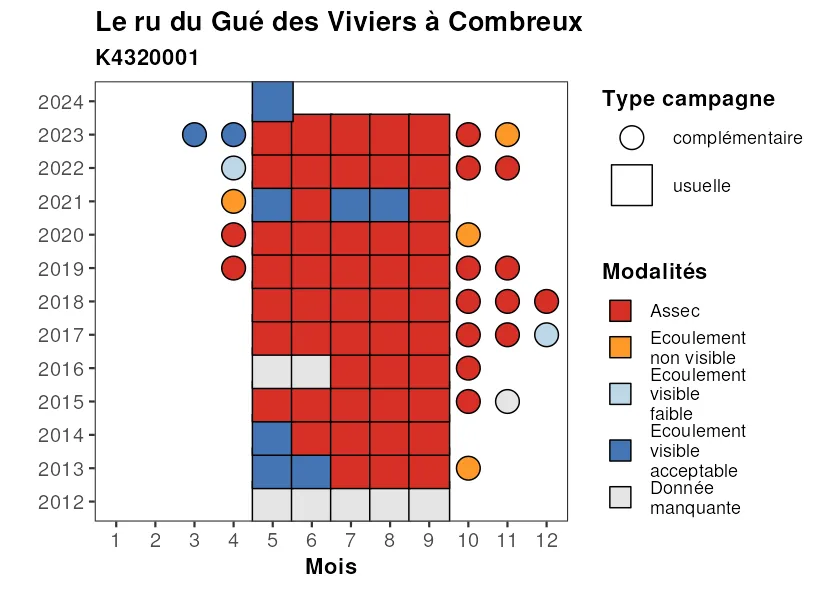 Le ru du Gué des Viviers à Combreux
K4320001
2024
2023
2022
2021
2020
2019
2018
2017
2016
2015
2014
2013
2012
1 2 3 4 5 6 7 8 9 10 11 12
Mois
Type campagne
complémentaire
usuelle
Modalités
Assec
Ecoulement
non visible
Ecoulement
visible
faible
Ecoulement
visible
acceptable
Donnée
manquante